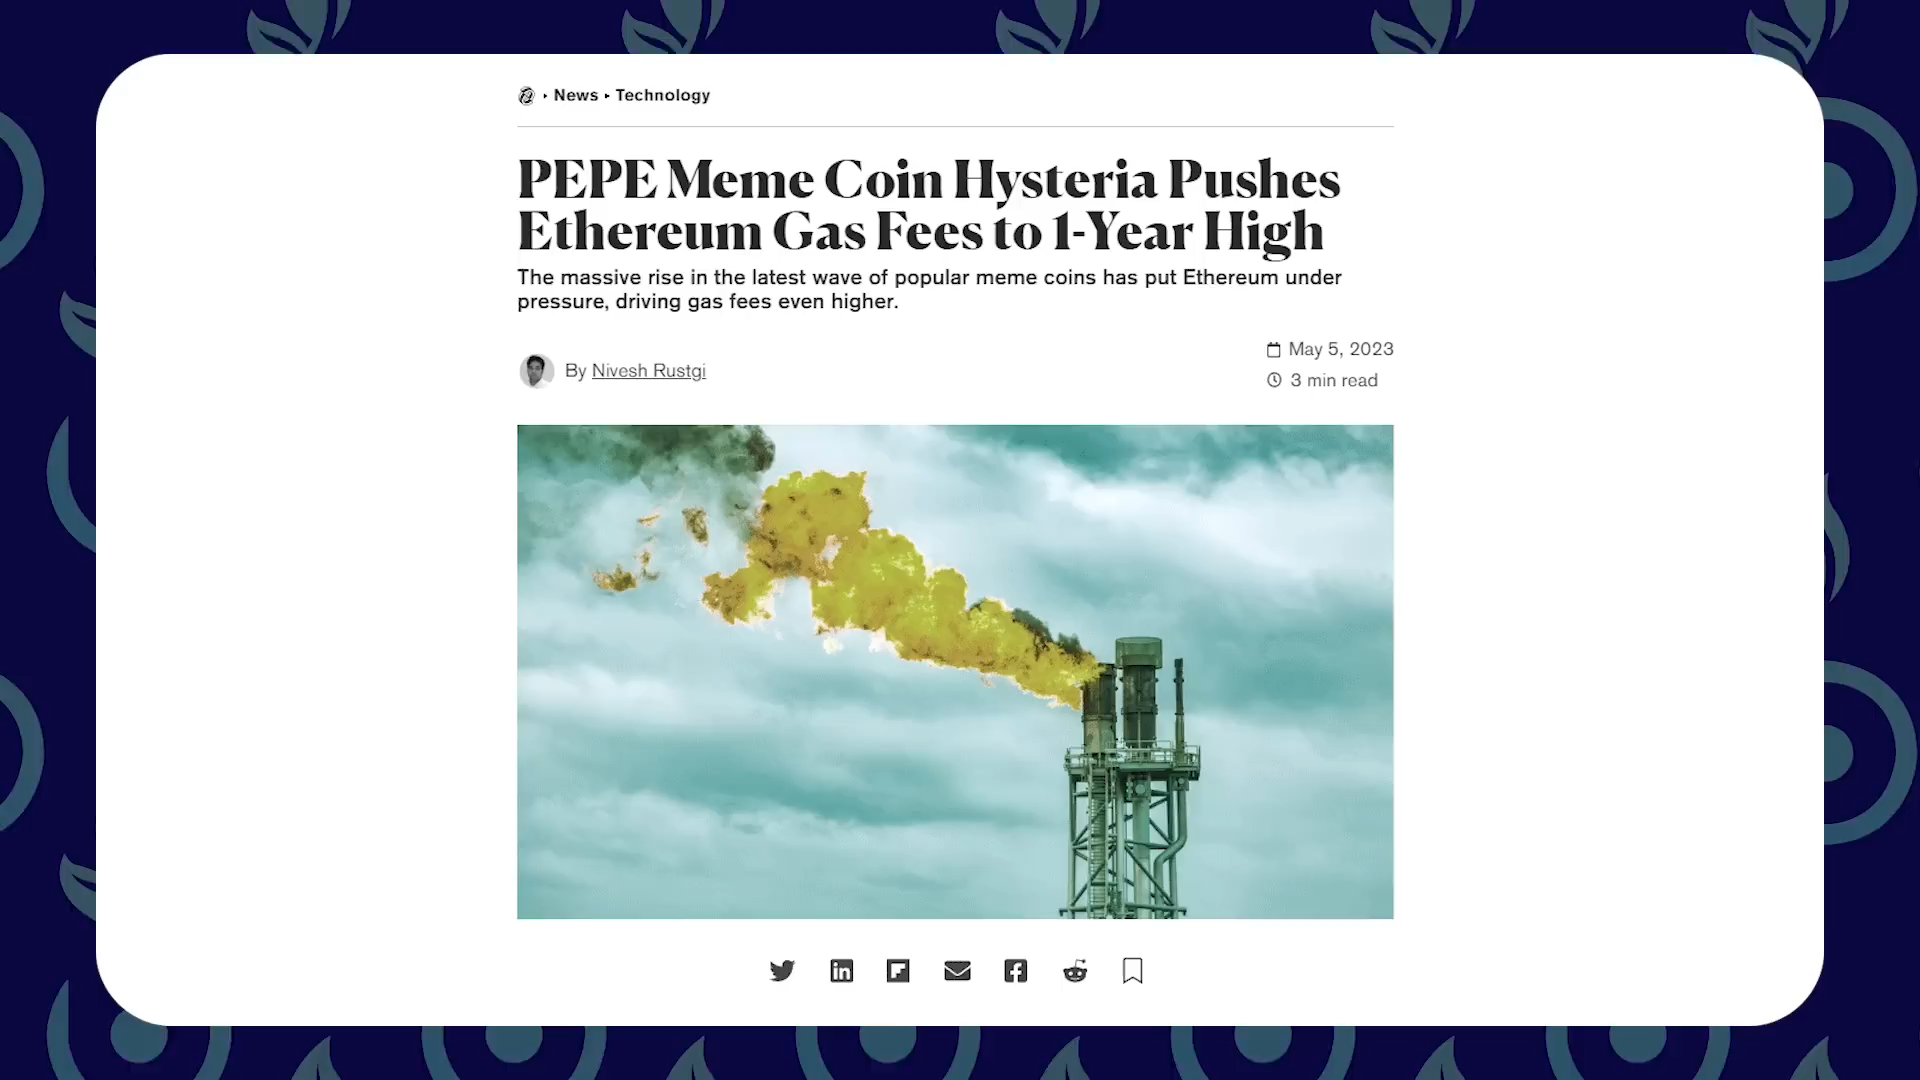 News ▸ Technology
PEPE Meme Coin Hysteria Pushes
Ethereum Gas Fees to 1-Year High
The massive rise in the latest wave of popular meme coins has put Ethereum under
pressure, driving gas fees even higher.
By Nivesh Rustgi
May 5, 2023
3 min read